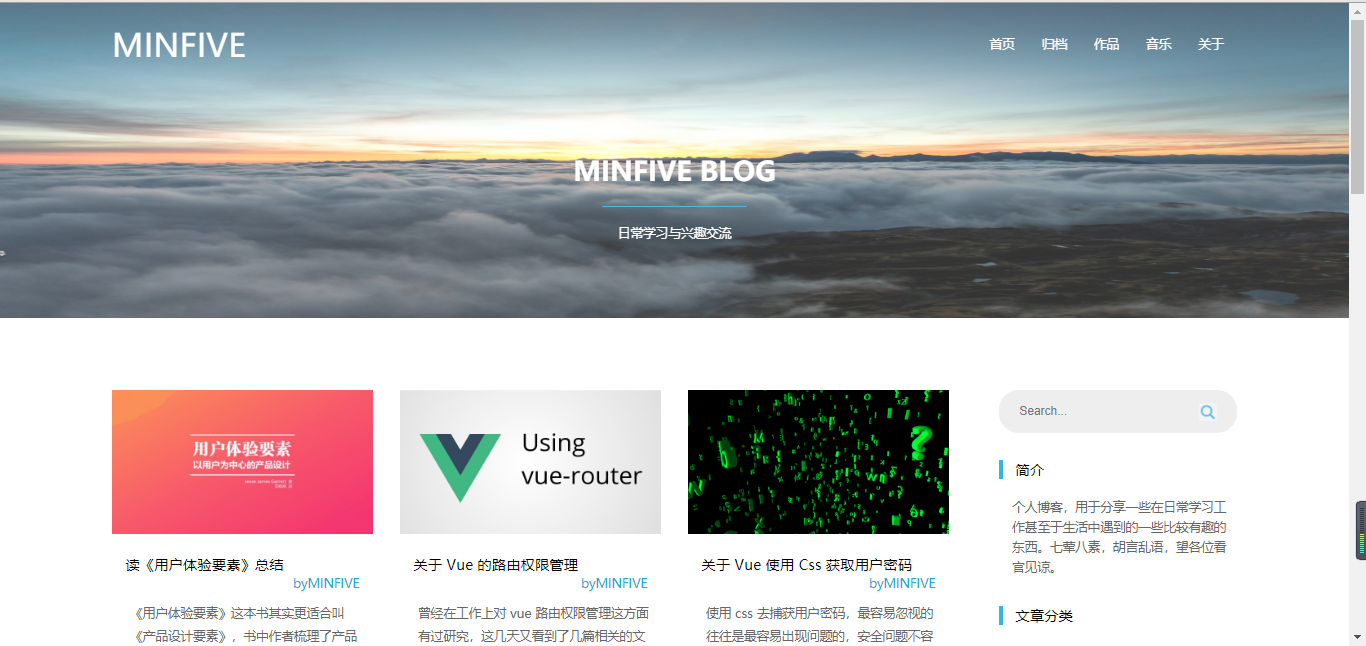 MINFIVE
首页 归档 作品 音乐 关于
MINFIVE BLOG
日常学习与兴趣交流
用户体验要素
以用户为中心的产品设计
Using
vue-router
读《用户体验要素》总结
byMINFIVE
《用户体验要素》这本书其实更适合叫
《产品设计要素》，书中作者梳理了产品
关于 Vue 的路由权限管理
byMINFIVE
曾经在工作上对 vue 路由权限管理这方面
有过研究，这几天又看到了几篇相关的文
关于 Vue 使用 Css 获取用户密码
byMINFIVE
使用 css 去捕获用户密码，最容易忽视的
往往是最容易出现问题的，安全问题不容
Search...
简介
个人博客，用于分享一些在日常学习工
作甚至于生活中遇到的一些比较有趣的
东西。七荤八素，胡言乱语，望各位看
官见谅。
文章分类